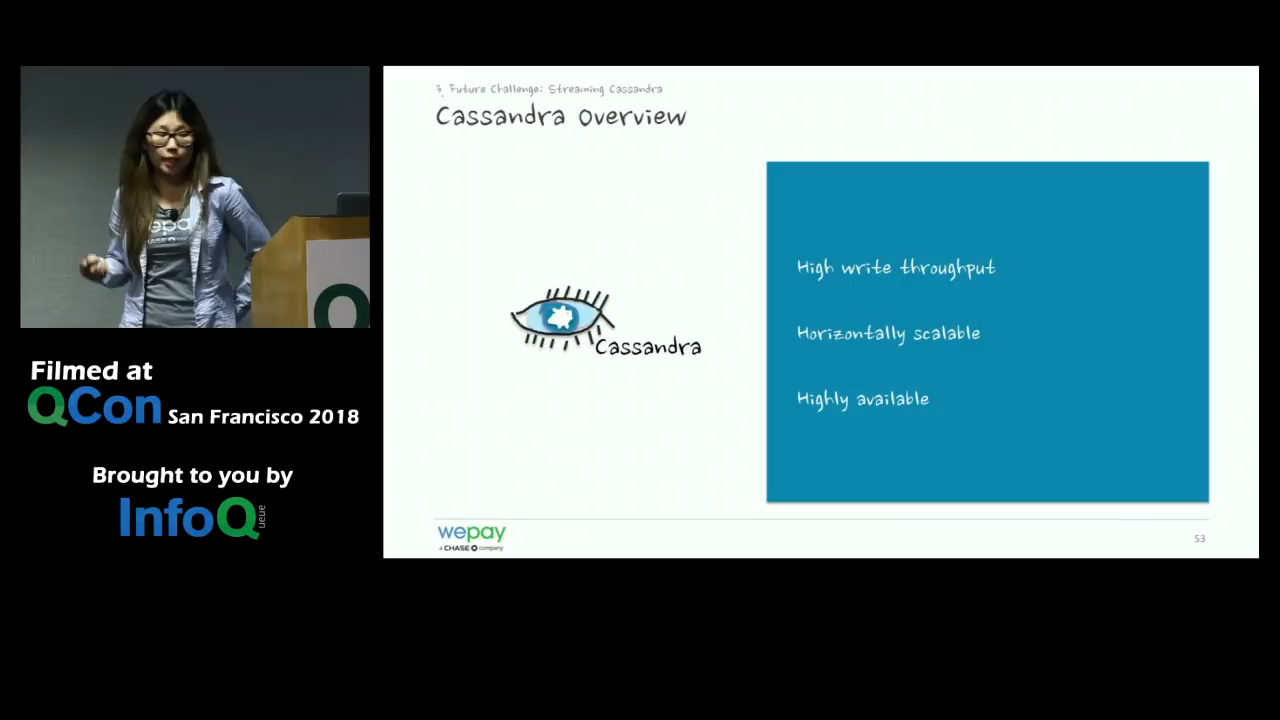 3. Future Challenge: Streaming Cassandra
Cassandra Overview
High write throughput
Horizontally scalable
Highly available
Cassandra
wepay
a CHASE company
53
Filmed at
QCon San Francisco 2018
Brought to you by
InfoQ
ueue